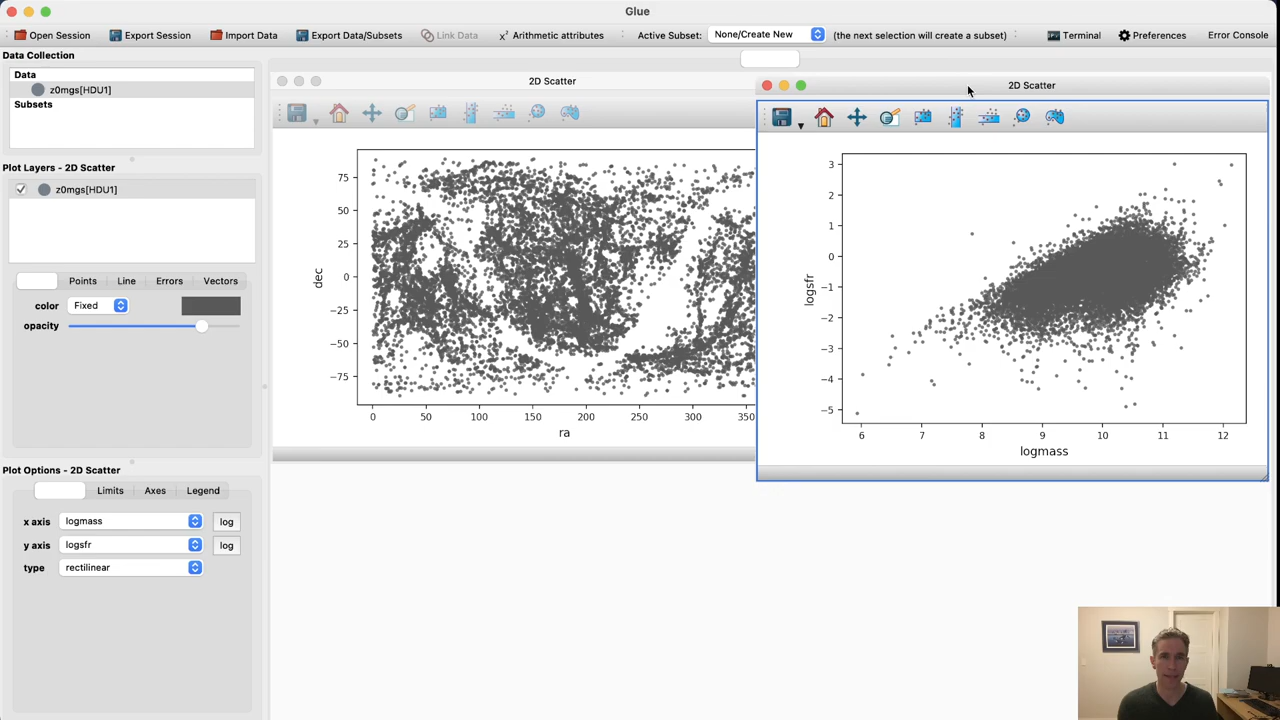 Glue
Open Session Export Session Import Data Export Data/Subsets Link Data x² Arithmetic attributes Active Subset: None/Create New (the next selection will create a subset) Terminal Preferences Error Console
Data Collection
Data
z0mgs[HDU1]
Subsets
Plot Layers - 2D Scatter
z0mgs[HDU1]
Points Line Errors Vectors
color Fixed
opacity
Plot Options - 2D Scatter
Limits Axes Legend
x axis logmass log
y axis logsfr log
type rectilinear
2D Scatter
75
50
25
0
−25
−50
−75
dec
0 50 100 150 200 250 300 350
ra
2D Scatter
3
2
1
0
−1
−2
−3
−4
−5
logsfr
6 7 8 9 10 11 12
logmass